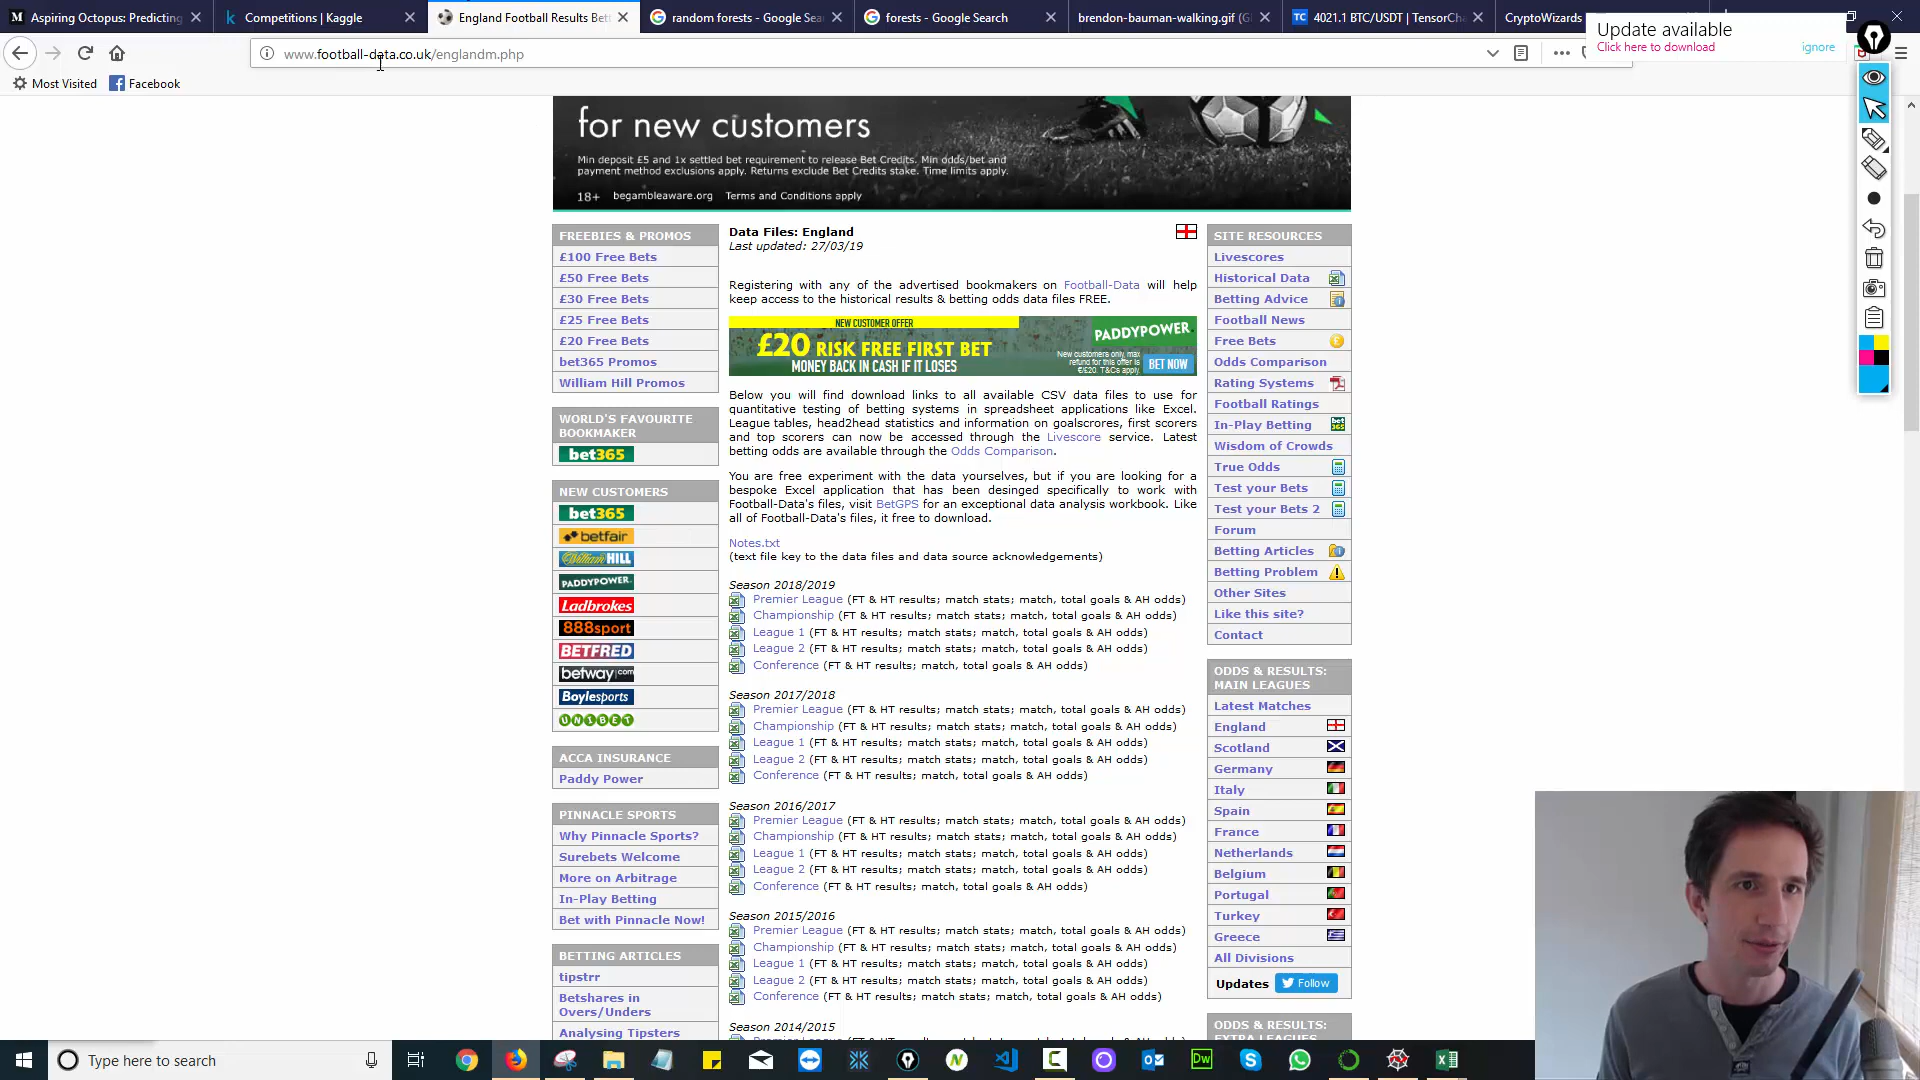 Aspiring Octopus: Predicting
Competitions | Kaggle
England Football Results Bet
random forests - Google Sea
forests - Google Search
brendon-bauman-walking.gif (G
TC 4021.1 BTC/USDT | TensorCha
CryptoWizards
Update available
Click here to download
ignore
www.football-data.co.uk/englandm.php
Most Visited
Facebook
for new customers
Min deposit £5 and 1x settled bet requirement to release Bet Credits. Min odds/bet and
payment method exclusions apply. Returns exclude Bet Credits stake. Time limits apply.
18+ begambleaware.org Terms and Conditions apply
FREEBIES & PROMOS
£100 Free Bets
£50 Free Bets
£30 Free Bets
£25 Free Bets
£20 Free Bets
bet365 Promos
William Hill Promos
WORLD'S FAVOURITE
BOOKMAKER
bet365
NEW CUSTOMERS
bet365
betfair
William HILL
PADDYPOWER.
Ladbrokes
888sport
BETFRED
betway.com
Boylesports
UNIBET
ACCA INSURANCE
Paddy Power
PINNACLE SPORTS
Why Pinnacle Sports?
Surebets Welcome
More on Arbitrage
In-Play Betting
Bet with Pinnacle Now!
BETTING ARTICLES
tipstrr
Betshares in
Overs/Unders
Analysing Tipsters
Data Files: England
Last updated: 27/03/19
Registering with any of the advertised bookmakers on Football-Data will help
keep access to the historical results & betting odds data files FREE.
NEW CUSTOMER OFFER
£20 RISK FREE FIRST BET
MONEY BACK IN CASH IF IT LOSES
PADDYPOWER.
New customers only, max
refund for this offer is
€/£20. T&Cs apply.
BET NOW
Below you will find download links to all available CSV data files to use for
quantitative testing of betting systems in spreadsheet applications like Excel.
League tables, head2head statistics and information on goalscrores, first scorers
and top scorers can now be accessed through the Livescore service. Latest
betting odds are available through the Odds Comparison.
You are free experiment with the data yourselves, but if you are looking for a
bespoke Excel application that has been desinged specifically to work with
Football-Data's files, visit BetGPS for an exceptional data analysis workbook. Like
all of Football-Data's files, it free to download.
Notes.txt
(text file key to the data files and data source acknowledgements)
Season 2018/2019
Premier League (FT & HT results; match stats; match, total goals & AH odds)
Championship (FT & HT results; match stats; match, total goals & AH odds)
League 1 (FT & HT results; match stats; match, total goals & AH odds)
League 2 (FT & HT results; match stats; match, total goals & AH odds)
Conference (FT & HT results; match, total goals & AH odds)
Season 2017/2018
Premier League (FT & HT results; match stats; match, total goals & AH odds)
Championship (FT & HT results; match stats; match, total goals & AH odds)
League 1 (FT & HT results; match stats; match, total goals & AH odds)
League 2 (FT & HT results; match stats; match, total goals & AH odds)
Conference (FT & HT results; match, total goals & AH odds)
Season 2016/2017
Premier League (FT & HT results; match stats; match, total goals & AH odds)
Championship (FT & HT results; match stats; match, total goals & AH odds)
League 1 (FT & HT results; match stats; match, total goals & AH odds)
League 2 (FT & HT results; match stats; match, total goals & AH odds)
Conference (FT & HT results; match, total goals & AH odds)
Season 2015/2016
Premier League (FT & HT results; match stats; match, total goals & AH odds)
Championship (FT & HT results; match stats; match, total goals & AH odds)
League 1 (FT & HT results; match stats; match, total goals & AH odds)
League 2 (FT & HT results; match stats; match, total goals & AH odds)
Conference (FT & HT results; match stats; match, total goals & AH odds)
Season 2014/2015
SITE RESOURCES
Livescores
Historical Data
Betting Advice
Football News
Free Bets
Odds Comparison
Rating Systems
Football Ratings
In-Play Betting
Wisdom of Crowds
True Odds
Test your Bets
Test your Bets 2
Forum
Betting Articles
Betting Problem
Other Sites
Like this site?
Contact
ODDS & RESULTS:
MAIN LEAGUES
Latest Matches
England
Scotland
Germany
Italy
Spain
France
Netherlands
Belgium
Portugal
Turkey
Greece
All Divisions
Updates Follow
ODDS & RESULTS:
Type here to search